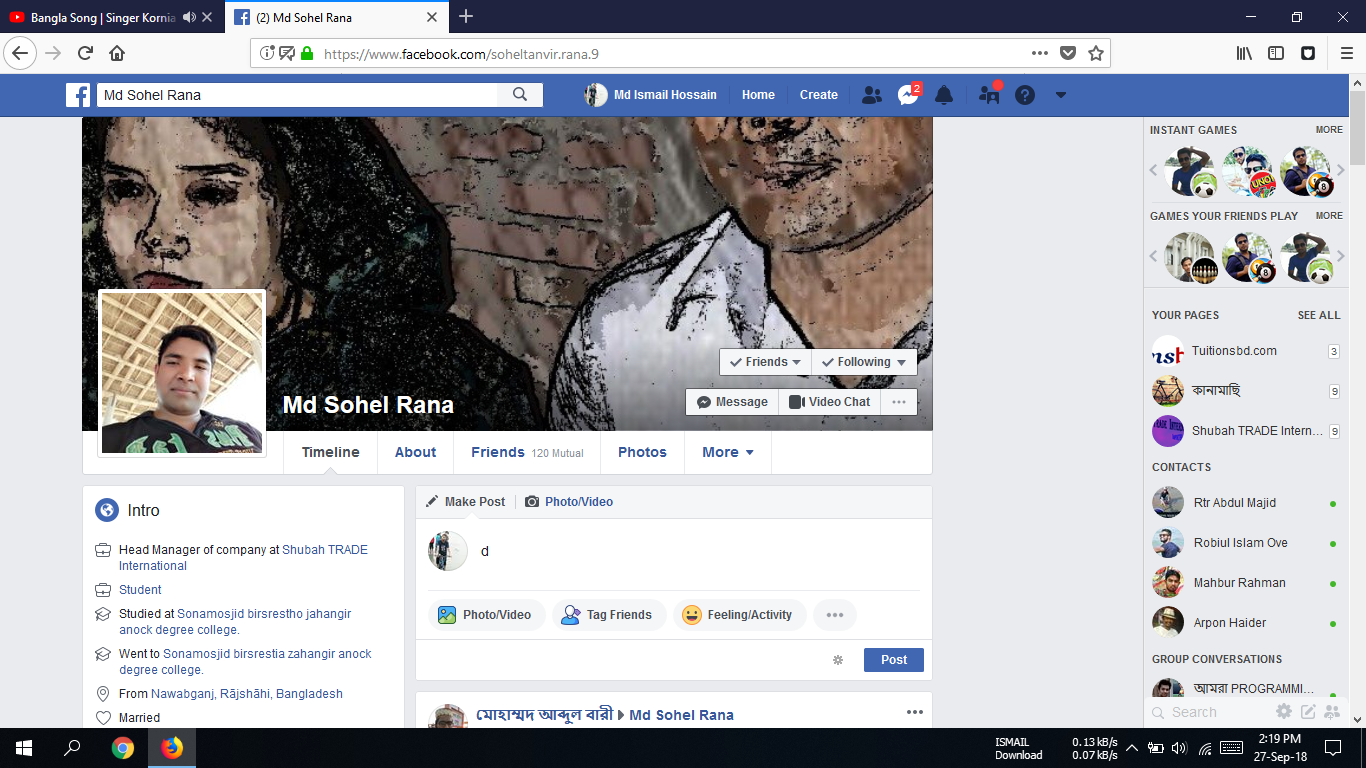 Bangla Song | Singer Kornia
(2) Md Sohel Rana
https://www.facebook.com/soheltanvir.rana.9
Md Sohel Rana
Md Ismail Hossain
Home
Create
2
INSTANT GAMES
MORE
UNO
8
GAMES YOUR FRIENDS PLAY
MORE
8
Friends
Following
Message
Video Chat
Md Sohel Rana
Timeline
About
Friends 120 Mutual
Photos
More
YOUR PAGES
SEE ALL
Tuitionsbd.com
3
কানামাছি
9
Shubah TRADE Intern...
9
CONTACTS
Rtr Abdul Majid
Robiul Islam Ove
Mahbur Rahman
Arpon Haider
GROUP CONVERSATIONS
আমরা PROGRAMMI...
Search
Intro
Head Manager of company at Shubah TRADE
International
Student
Studied at Sonamosjid birsrestho jahangir
anock degree college.
Went to Sonamosjid birsrestia zahangir anock
degree college.
From Nawabganj, Rājshāhi, Bangladesh
Married
Make Post
Photo/Video
d
Photo/Video
Tag Friends
Feeling/Activity
Post
মোহাম্মদ আব্দুল বারী Md Sohel Rana
ISMAIL 0.13 kB/s
Download 0.07 kB/s
2:19 PM
27-Sep-18